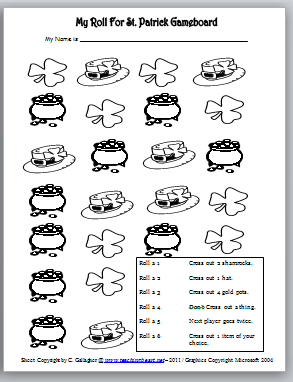 My Roll For St. Patrick Gameboard
My Name is
Roll a 1 Cross out 2 shamrocks.
Roll a 2 Cross out 1 hat.
Roll a 3 Cross out 4 gold pots.
Roll a 4 Don't Cross out a thing.
Roll a 5 Next player goes twice.
Roll a 6 Cross out 1 item of your
choice.
Sheet Copyright by C. Gallagher © www.teachingheart.net – 2011 / Graphics Copyright Microsoft 2006